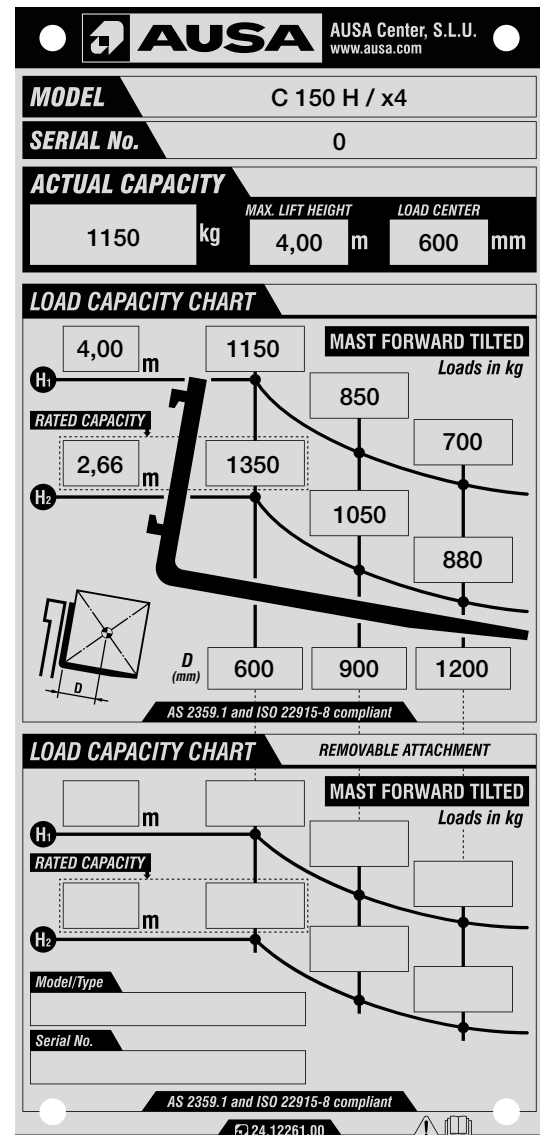 AUSA
AUSA Center, S.L.U.
www.ausa.com
MODEL C 150 H / x4
SERIAL No. 0
ACTUAL CAPACITY
1150 kg
MAX. LIFT HEIGHT
4,00 m
LOAD CENTER
600 mm
LOAD CAPACITY CHART
MAST FORWARD TILTED
Loads in kg
4,00 m 1150
H1
850
700
RATED CAPACITY
2,66 m 1350
H2
1050
880
D
D
(mm)
600 900 1200
AS 2359.1 and ISO 22915-8 compliant
LOAD CAPACITY CHART
REMOVABLE ATTACHMENT
MAST FORWARD TILTED
Loads in kg
m
H1
RATED CAPACITY
m
H2
Model/Type
Serial No.
AS 2359.1 and ISO 22915-8 compliant
24.12261.00